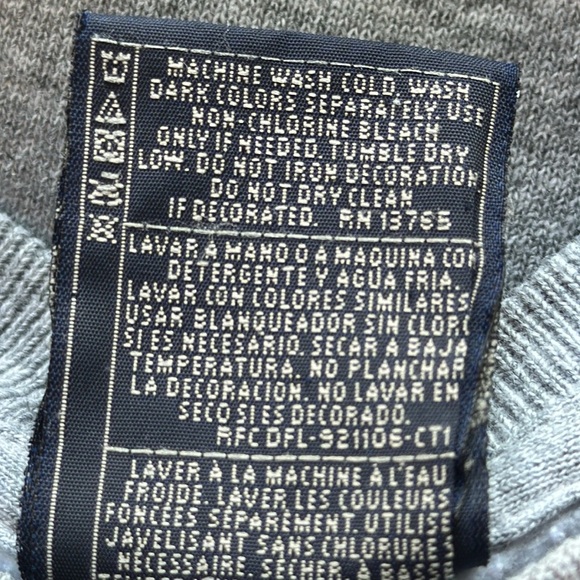 MACHINE WASH COLD, WASH
DARK COLORS SEPARATELY, USE
NON-CHLORINE BLEACH
ONLY IF NEEDED. TUMBLE DRY
LOW. DO NOT IRON DECORATION
DO NOT DRY CLEAN
IF DECORATED. RN 13765
LAVAR A MANO O A MAQUINA CON
DETERGENTE Y AGUA FRIA.
LAVAR CON COLORES SIMILARES
USAR BLANQUEADOR SIN CLORO
SI ES NECESARIO. SECAR A BAJA
TEMPERATURA. NO PLANCHAR
LA DECORACION. NO LAVAR EN
SECO SI ES DECORADO.
RFC DFL-921106-CT1
LAVER À LA MACHINE À L'EAU
FROIDE. LAVER LES COULEURS
FONCÉES SÉPARÉMENT. UTILISER
JAVELISANT SANS CHLORURE
NÉCESSAIRE. SÉCHER À BASSE